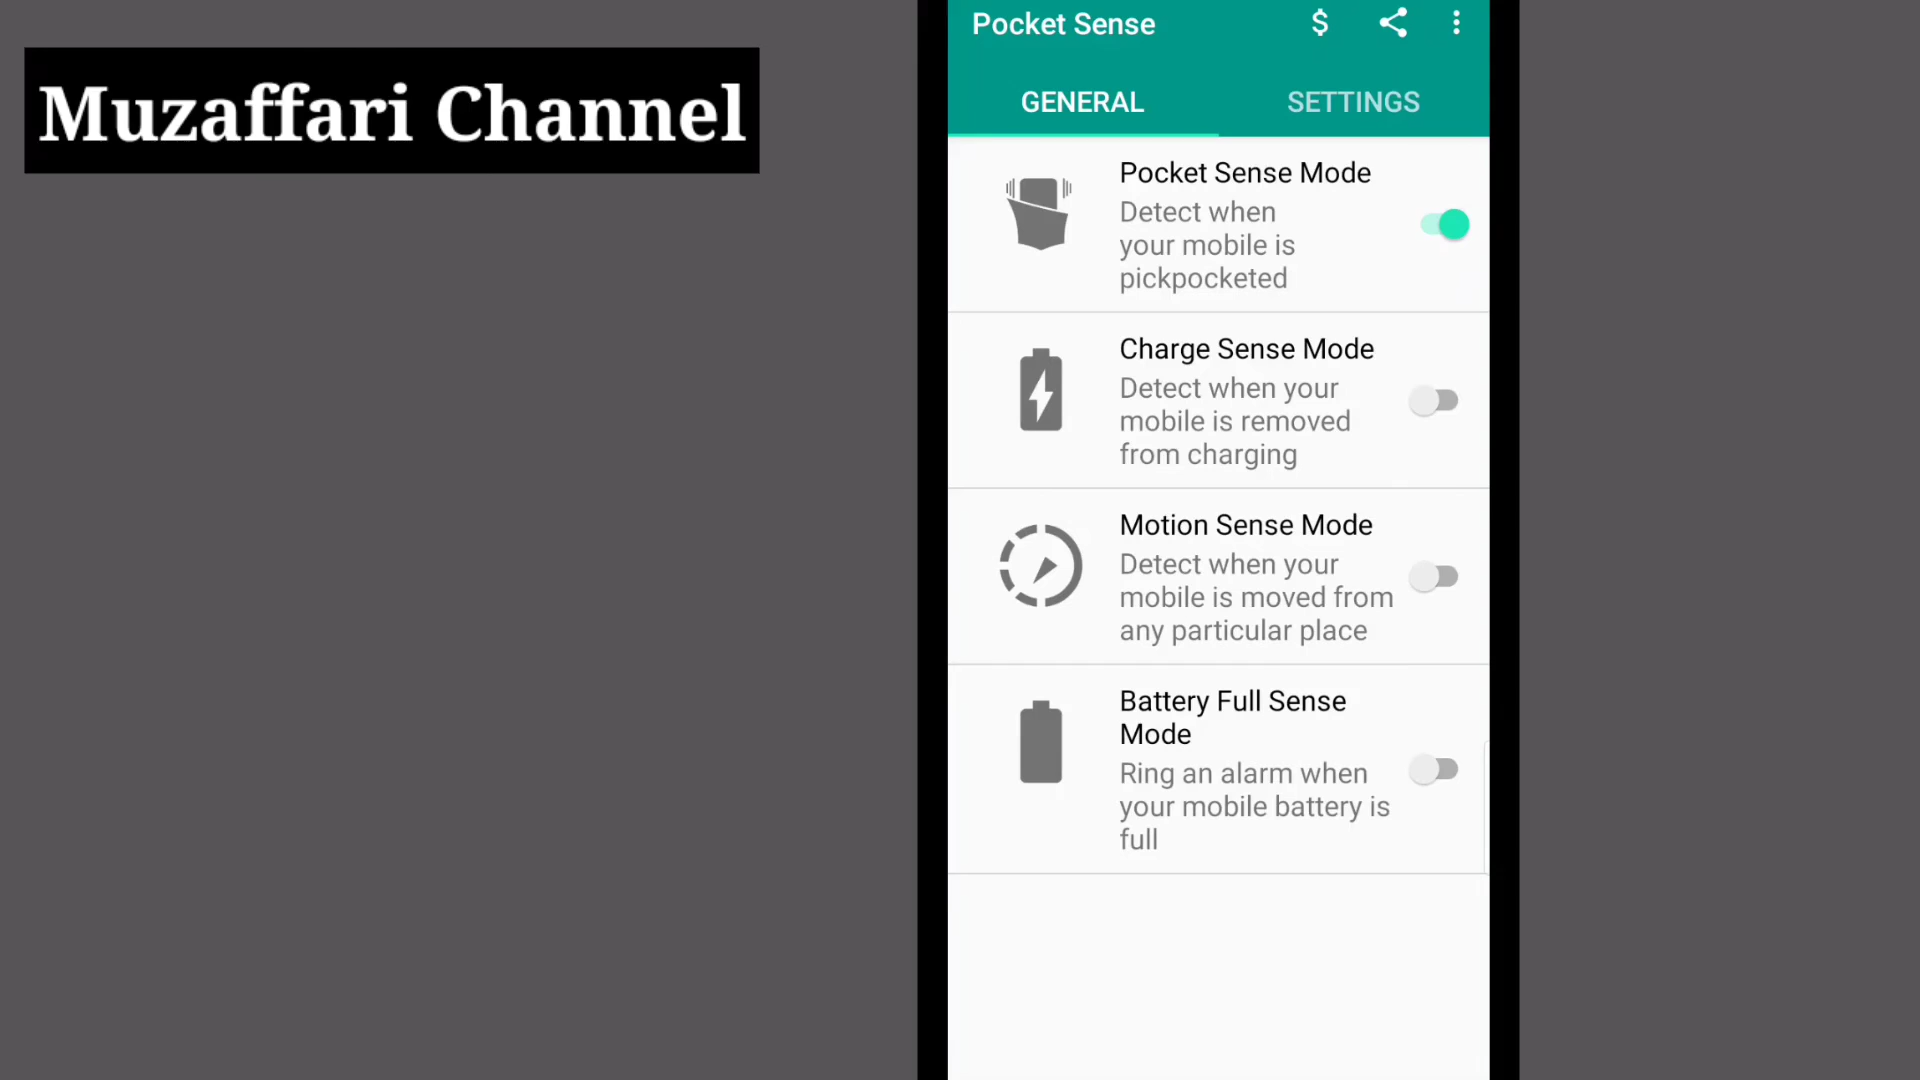 Muzaffari Channel
Pocket Sense
$
GENERAL
SETTINGS
Pocket Sense Mode
Detect when
your mobile is
pickpocketed
Charge Sense Mode
Detect when your
mobile is removed
from charging
Motion Sense Mode
Detect when your
mobile is moved from
any particular place
Battery Full Sense
Mode
Ring an alarm when
your mobile battery is
full